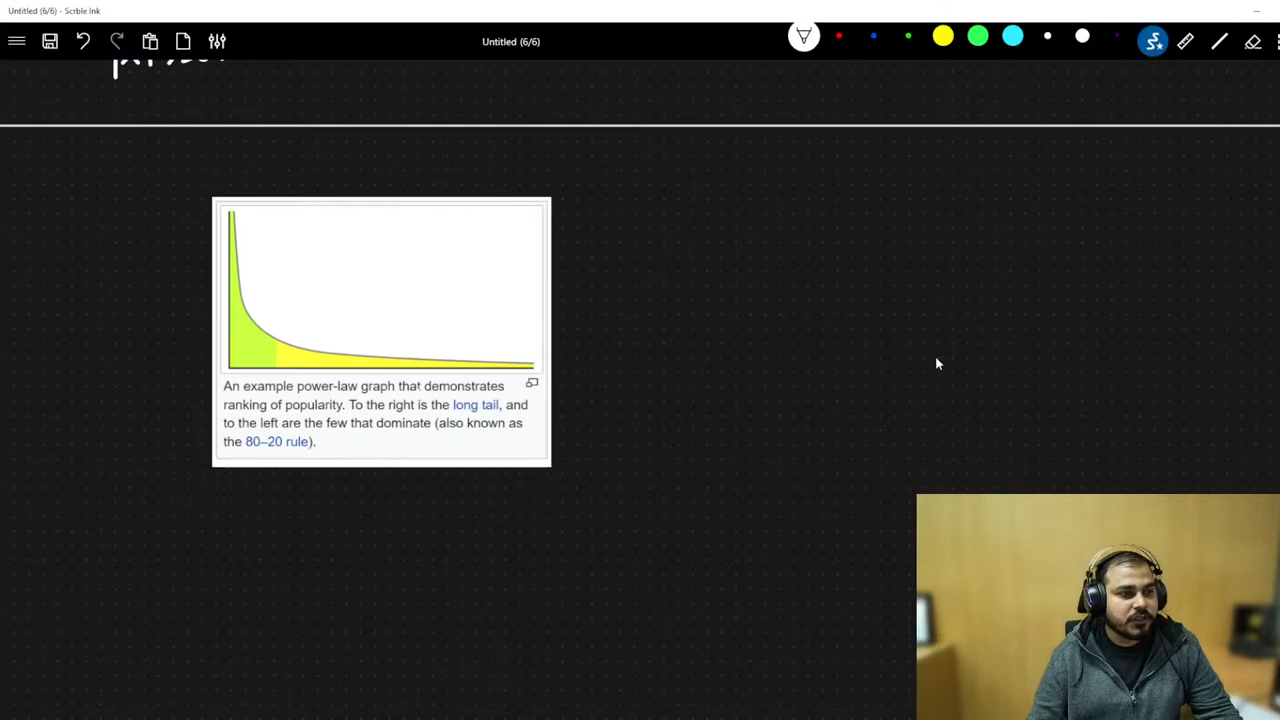 Untitled (6/6) - Scrble Ink
Untitled (6/6)
An example power-law graph that demonstrates
ranking of popularity. To the right is the long tail, and
to the left are the few that dominate (also known as
the 80–20 rule).